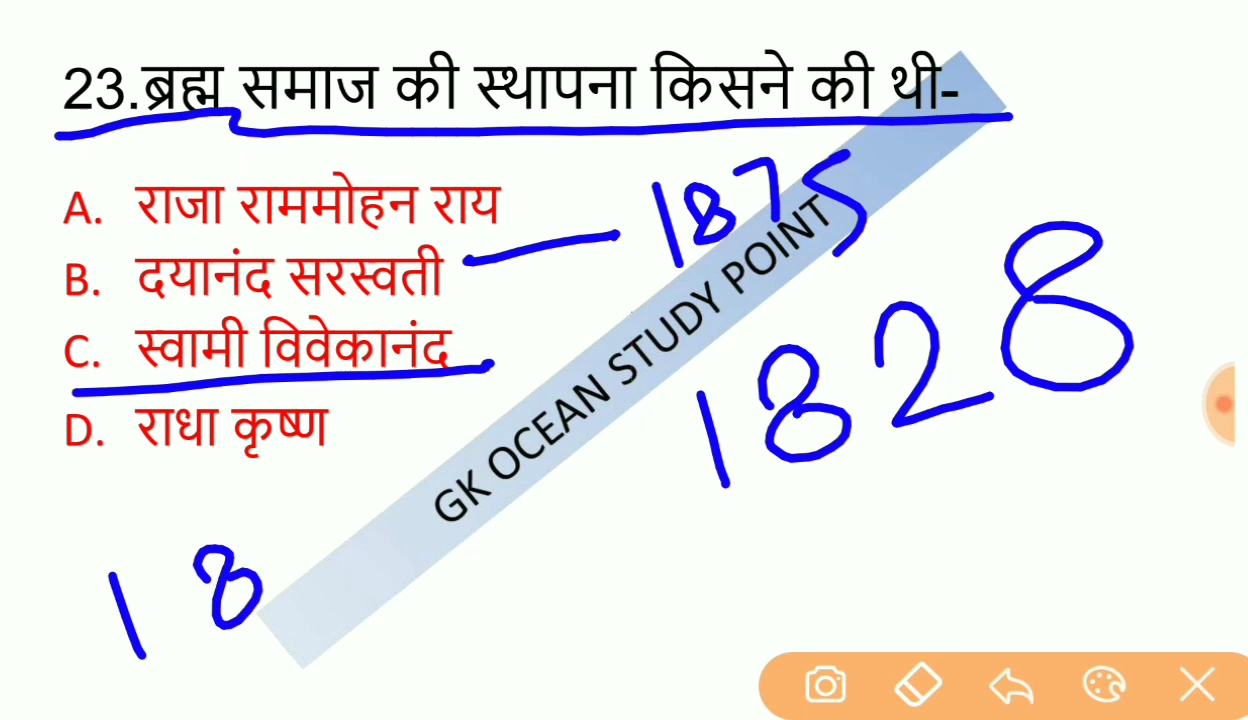 23.ब्रह्म समाज की स्थापना किसने की थी-
A. राजा राममोहन राय
1875
B. दयानंद सरस्वती
C. स्वामी विवेकानंद
1828
D. राधा कृष्ण
GK OCEAN STUDY POINT
18